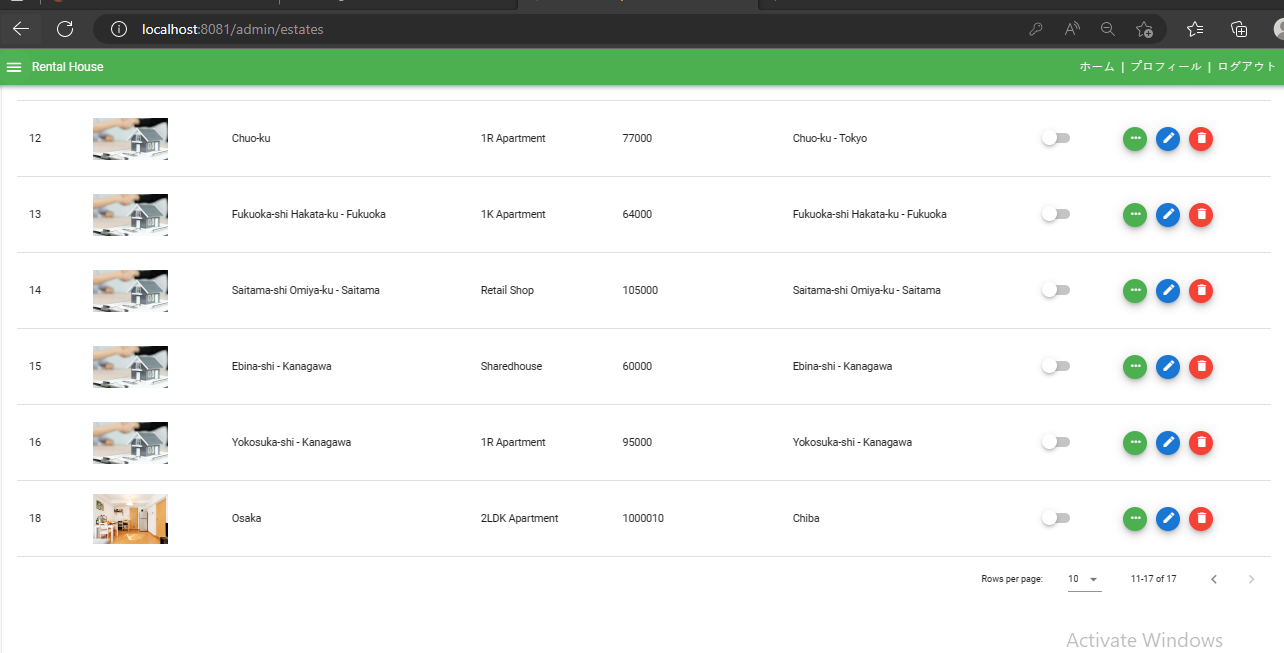 localhost:8081/admin/estates
Rental House ホーム | プロフィール | ログアウト
12 Chuo-ku 1R Apartment 77000 Chuo-ku - Tokyo
13 Fukuoka-shi Hakata-ku - Fukuoka 1K Apartment 64000 Fukuoka-shi Hakata-ku - Fukuoka
14 Saitama-shi Omiya-ku - Saitama Retail Shop 105000 Saitama-shi Omiya-ku - Saitama
15 Ebina-shi - Kanagawa Sharedhouse 60000 Ebina-shi - Kanagawa
16 Yokosuka-shi - Kanagawa 1R Apartment 95000 Yokosuka-shi - Kanagawa
18 Osaka 2LDK Apartment 1000010 Chiba
Rows per page: 10 11-17 of 17
Activate Windows